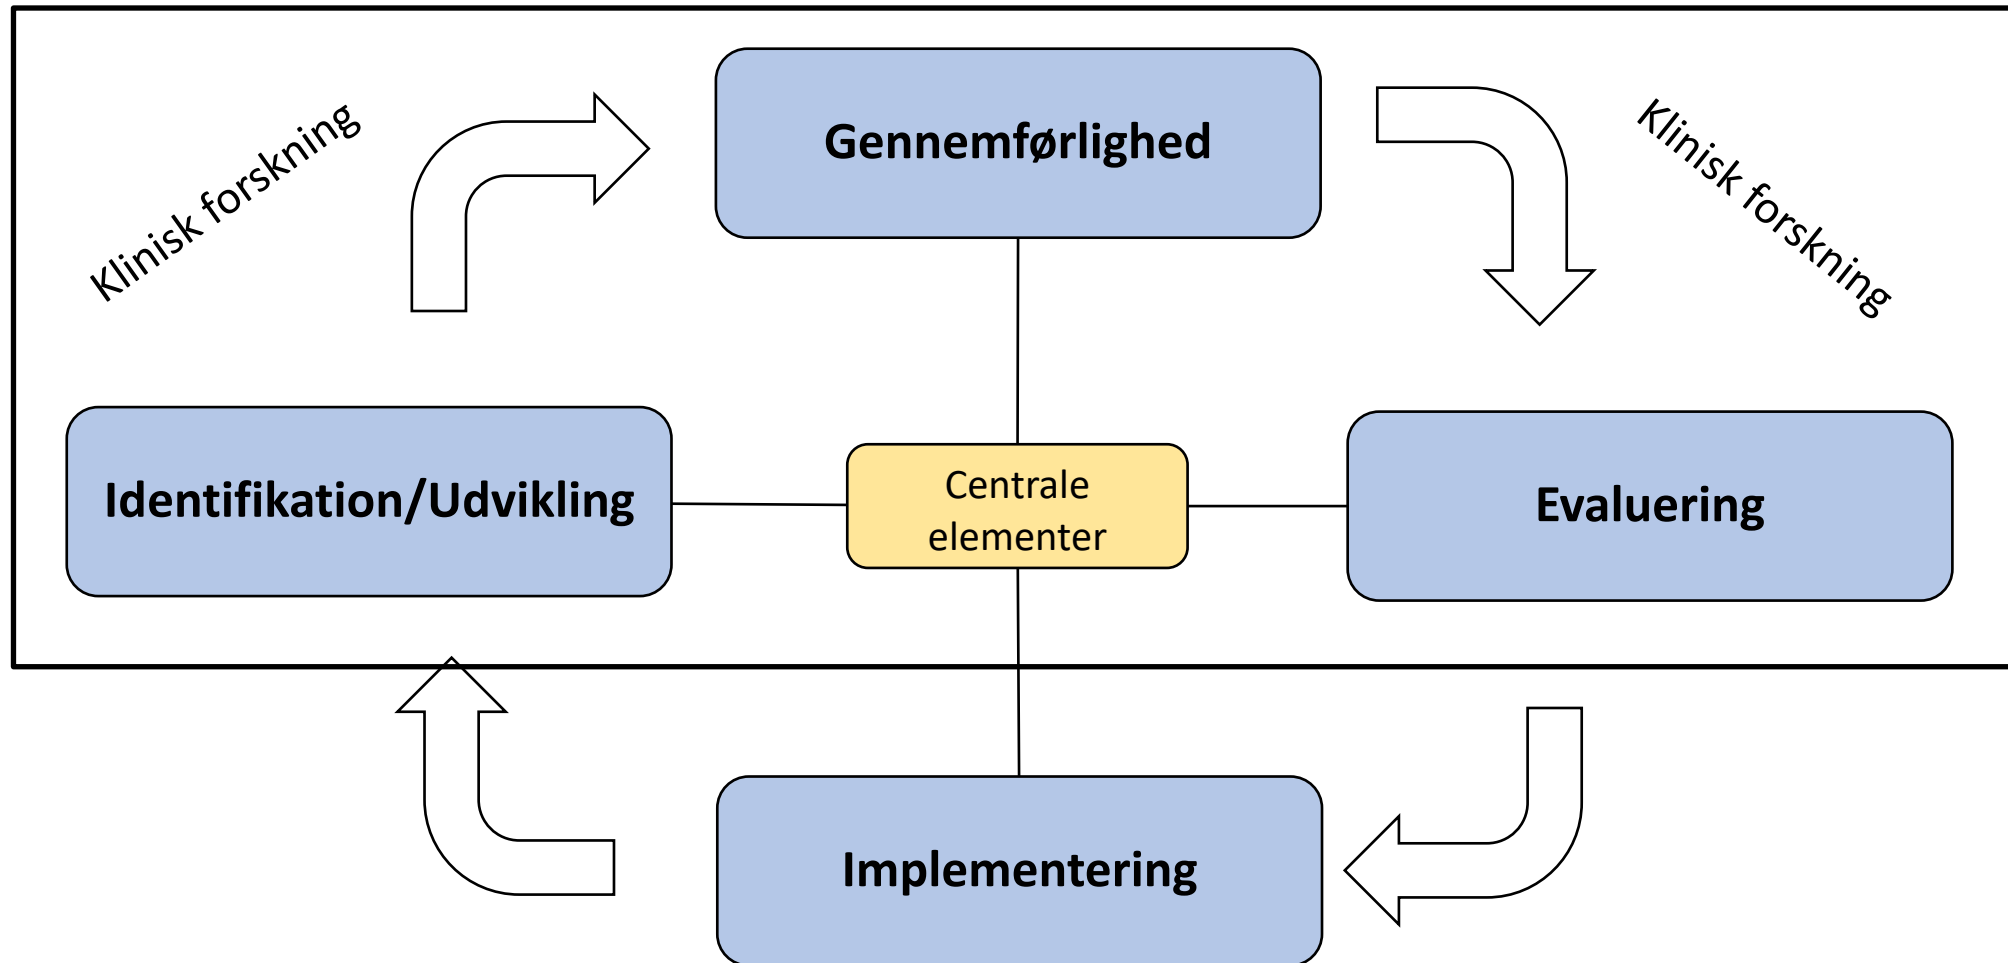 Klinisk forskning
Gennemførlighed
Klinisk forskning
Identifikation/Udvikling
Centrale
elementer
Evaluering
Implementering